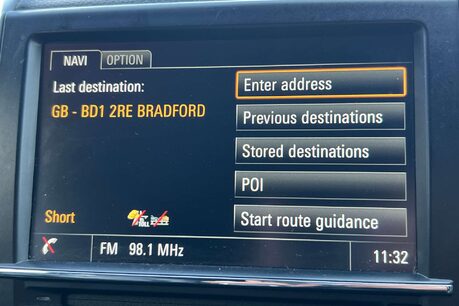 NAVI OPTION
Last destination:
GB - BD1 2RE BRADFORD
Enter address
Previous destinations
Stored destinations
POI
Start route guidance
Short
TOLL
FM 98.1 MHz
11:32